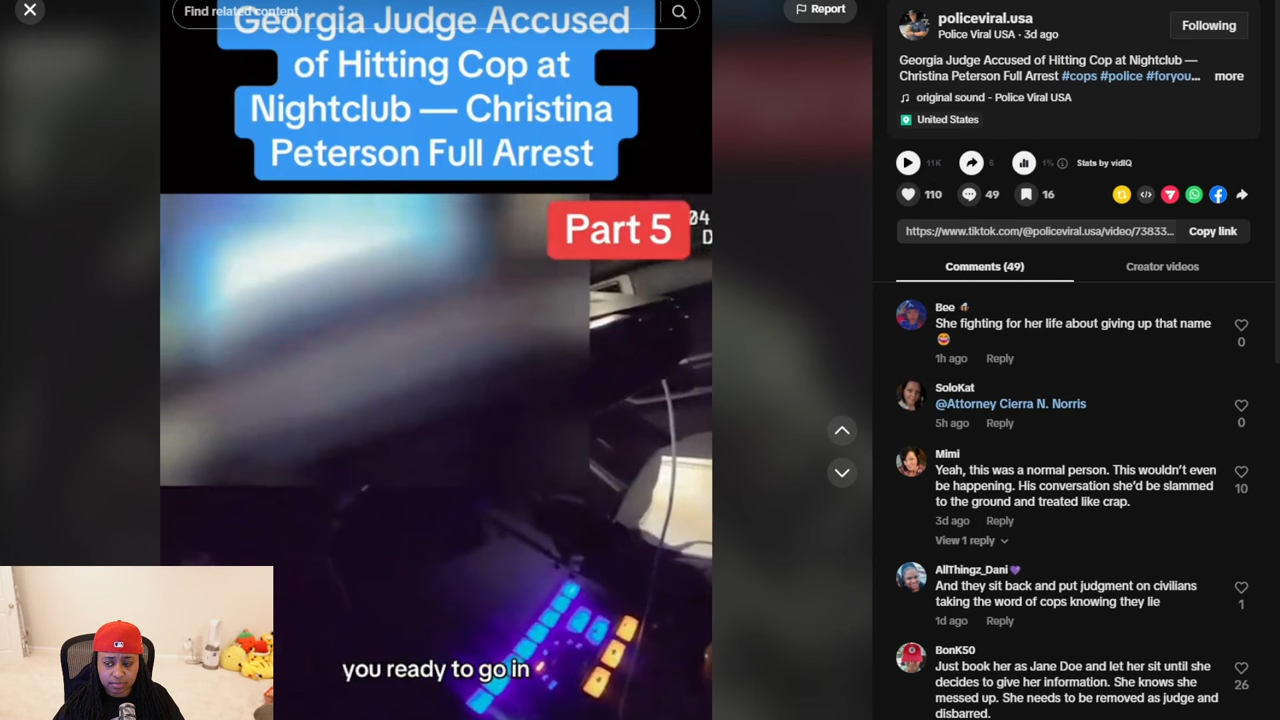 Find related content
Report
Georgia Judge Accused
of Hitting Cop at
Nightclub — Christina
Peterson Full Arrest
Part 5
04
D
you ready to go in
policeviral.usa
Police Viral USA · 3d ago
Following
Georgia Judge Accused of Hitting Cop at Nightclub —
Christina Peterson Full Arrest #cops #police #foryou... more
original sound - Police Viral USA
United States
11K
6
1%
Stats by vidIQ
110
49
16
https://www.tiktok.com/@policeviral.usa/video/73833...
Copy link
Comments (49)
Creator videos
Bee
She fighting for her life about giving up that name
😂
0
1h ago Reply
SoloKat
@Attorney Cierra N. Norris
0
5h ago Reply
Mimi
Yeah, this was a normal person. This wouldn't even
be happening. His conversation she'd be slammed
to the ground and treated like crap.
10
3d ago Reply
View 1 reply
AllThingz_Dani💜
And they sit back and put judgment on civilians
taking the word of cops knowing they lie
1
1d ago Reply
BonK50
Just book her as Jane Doe and let her sit until she
decides to give her information. She knows she
messed up. She needs to be removed as judge and
disbarred.
26